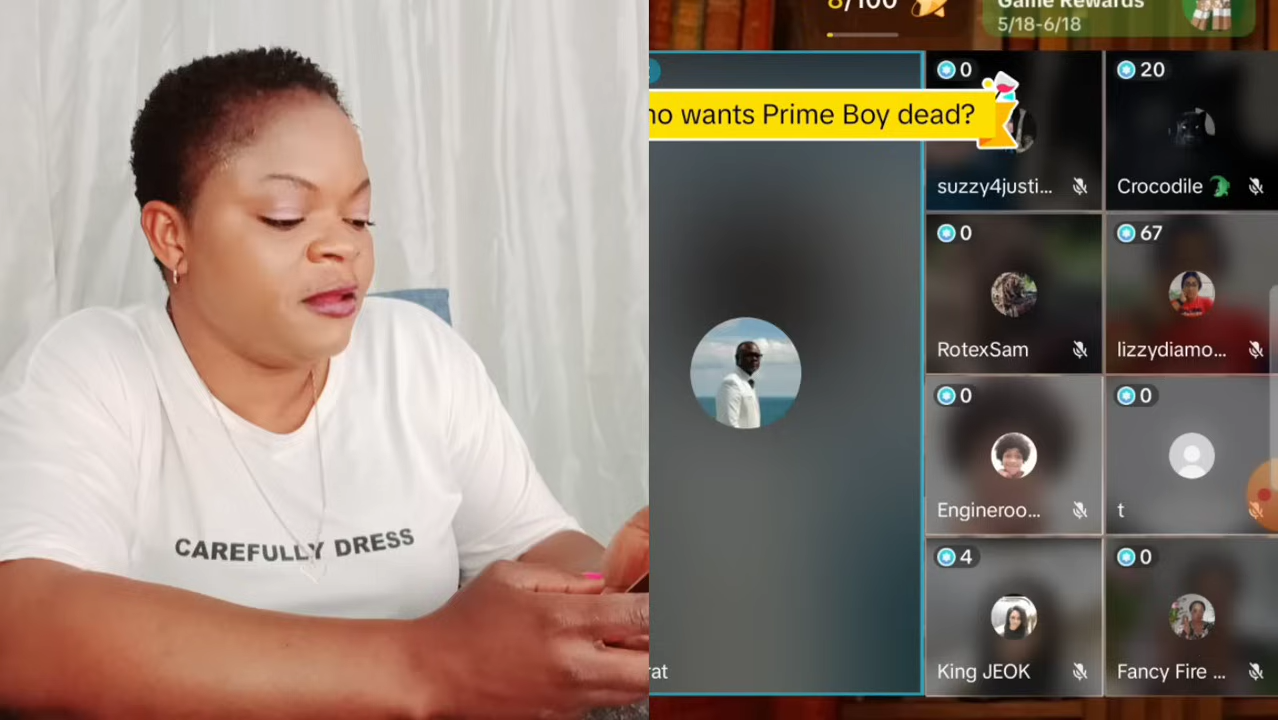 CAREFULLY DRESS
8/100
Game Rewards
5/18-6/18
0
20
ho wants Prime Boy dead?
suzzy4justi...
Crocodile 🐊
0
67
RotexSam
lizzydiamo...
0
0
Engineroo...
t
4
0
rat
King JEOK
Fancy Fire ...